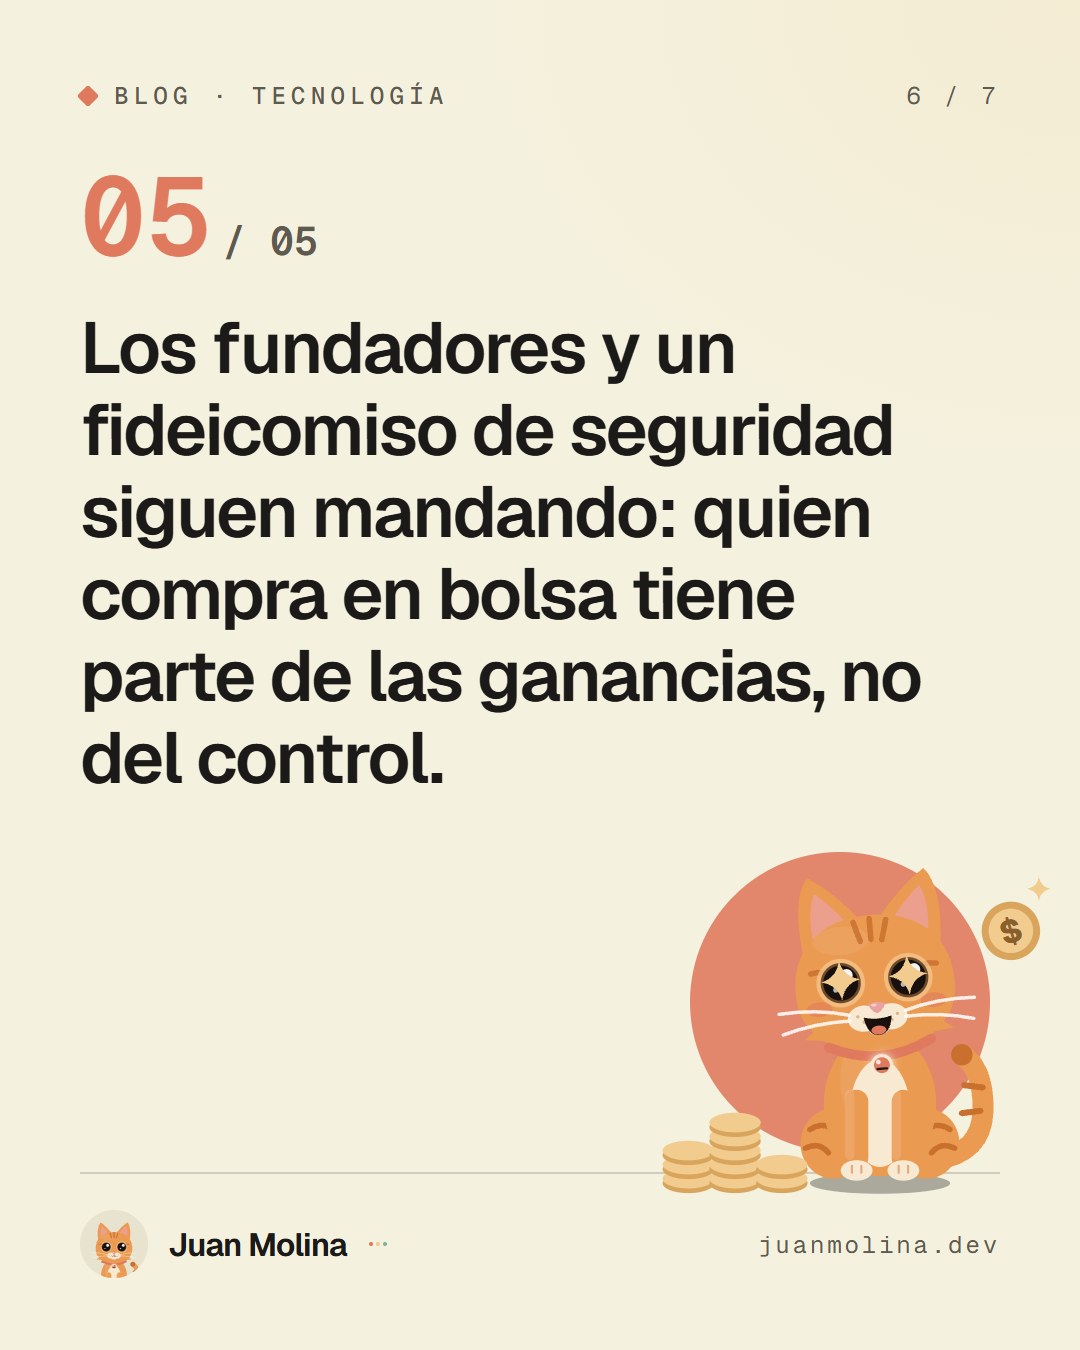 BLOG · TECNOLOGÍA
6 / 7
05 / 05
Los fundadores y un
fideicomiso de seguridad
siguen mandando: quien
compra en bolsa tiene
parte de las ganancias, no
del control.
$
Juan Molina
juanmolina.dev